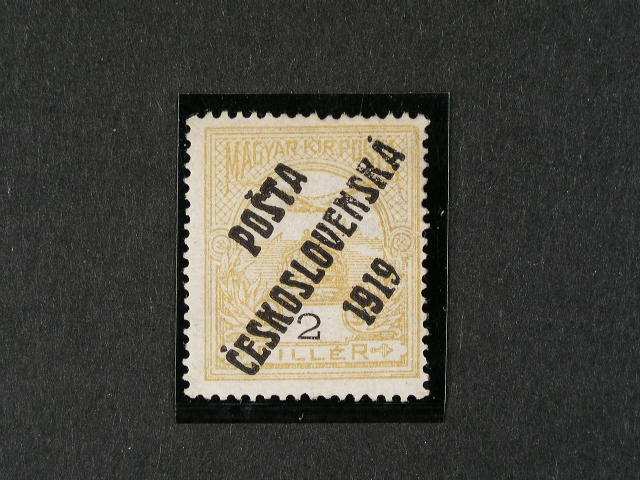 MAGYAR KIR POSTA
POŠTA
ČESKOSLOVENSKÁ
1919
2
FILLÉR